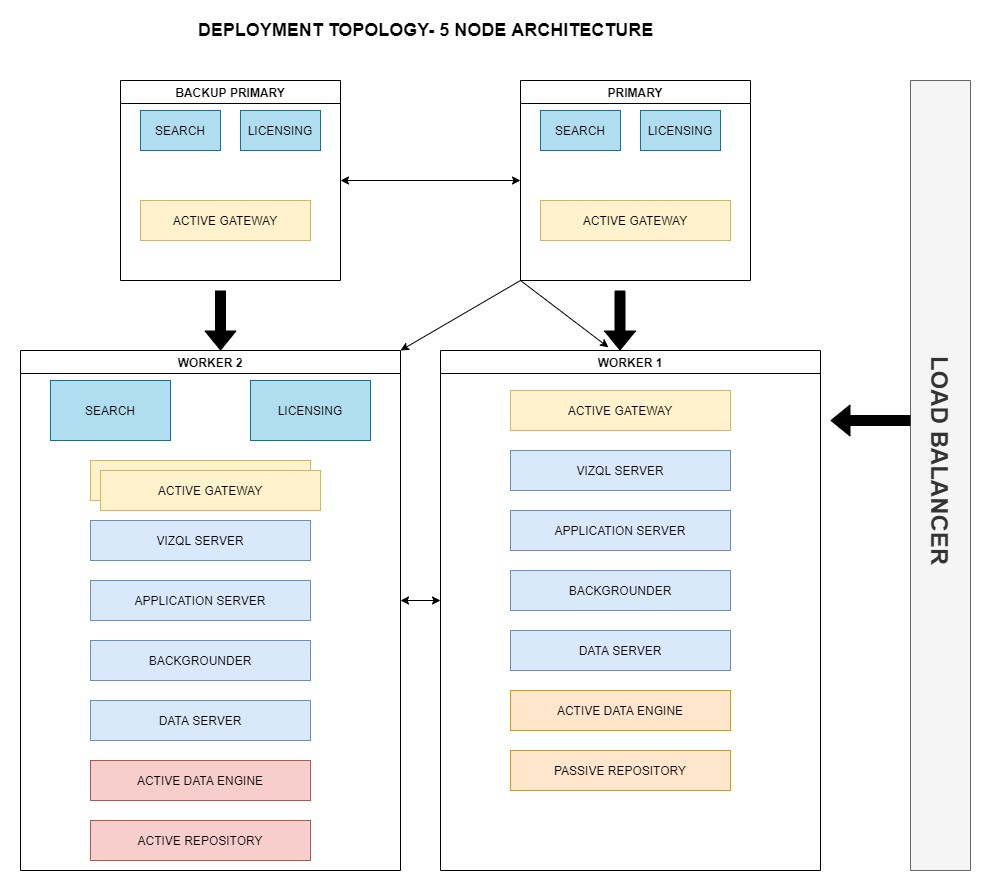 DEPLOYMENT TOPOLOGY- 5 NODE ARCHITECTURE
BACKUP PRIMARY
SEARCH
LICENSING
ACTIVE GATEWAY
PRIMARY
SEARCH
LICENSING
ACTIVE GATEWAY
WORKER 2
SEARCH
LICENSING
ACTIVE GATEWAY
VIZQL SERVER
APPLICATION SERVER
BACKGROUNDER
DATA SERVER
ACTIVE DATA ENGINE
ACTIVE REPOSITORY
WORKER 1
ACTIVE GATEWAY
VIZQL SERVER
APPLICATION SERVER
BACKGROUNDER
DATA SERVER
ACTIVE DATA ENGINE
PASSIVE REPOSITORY
LOAD BALANCER